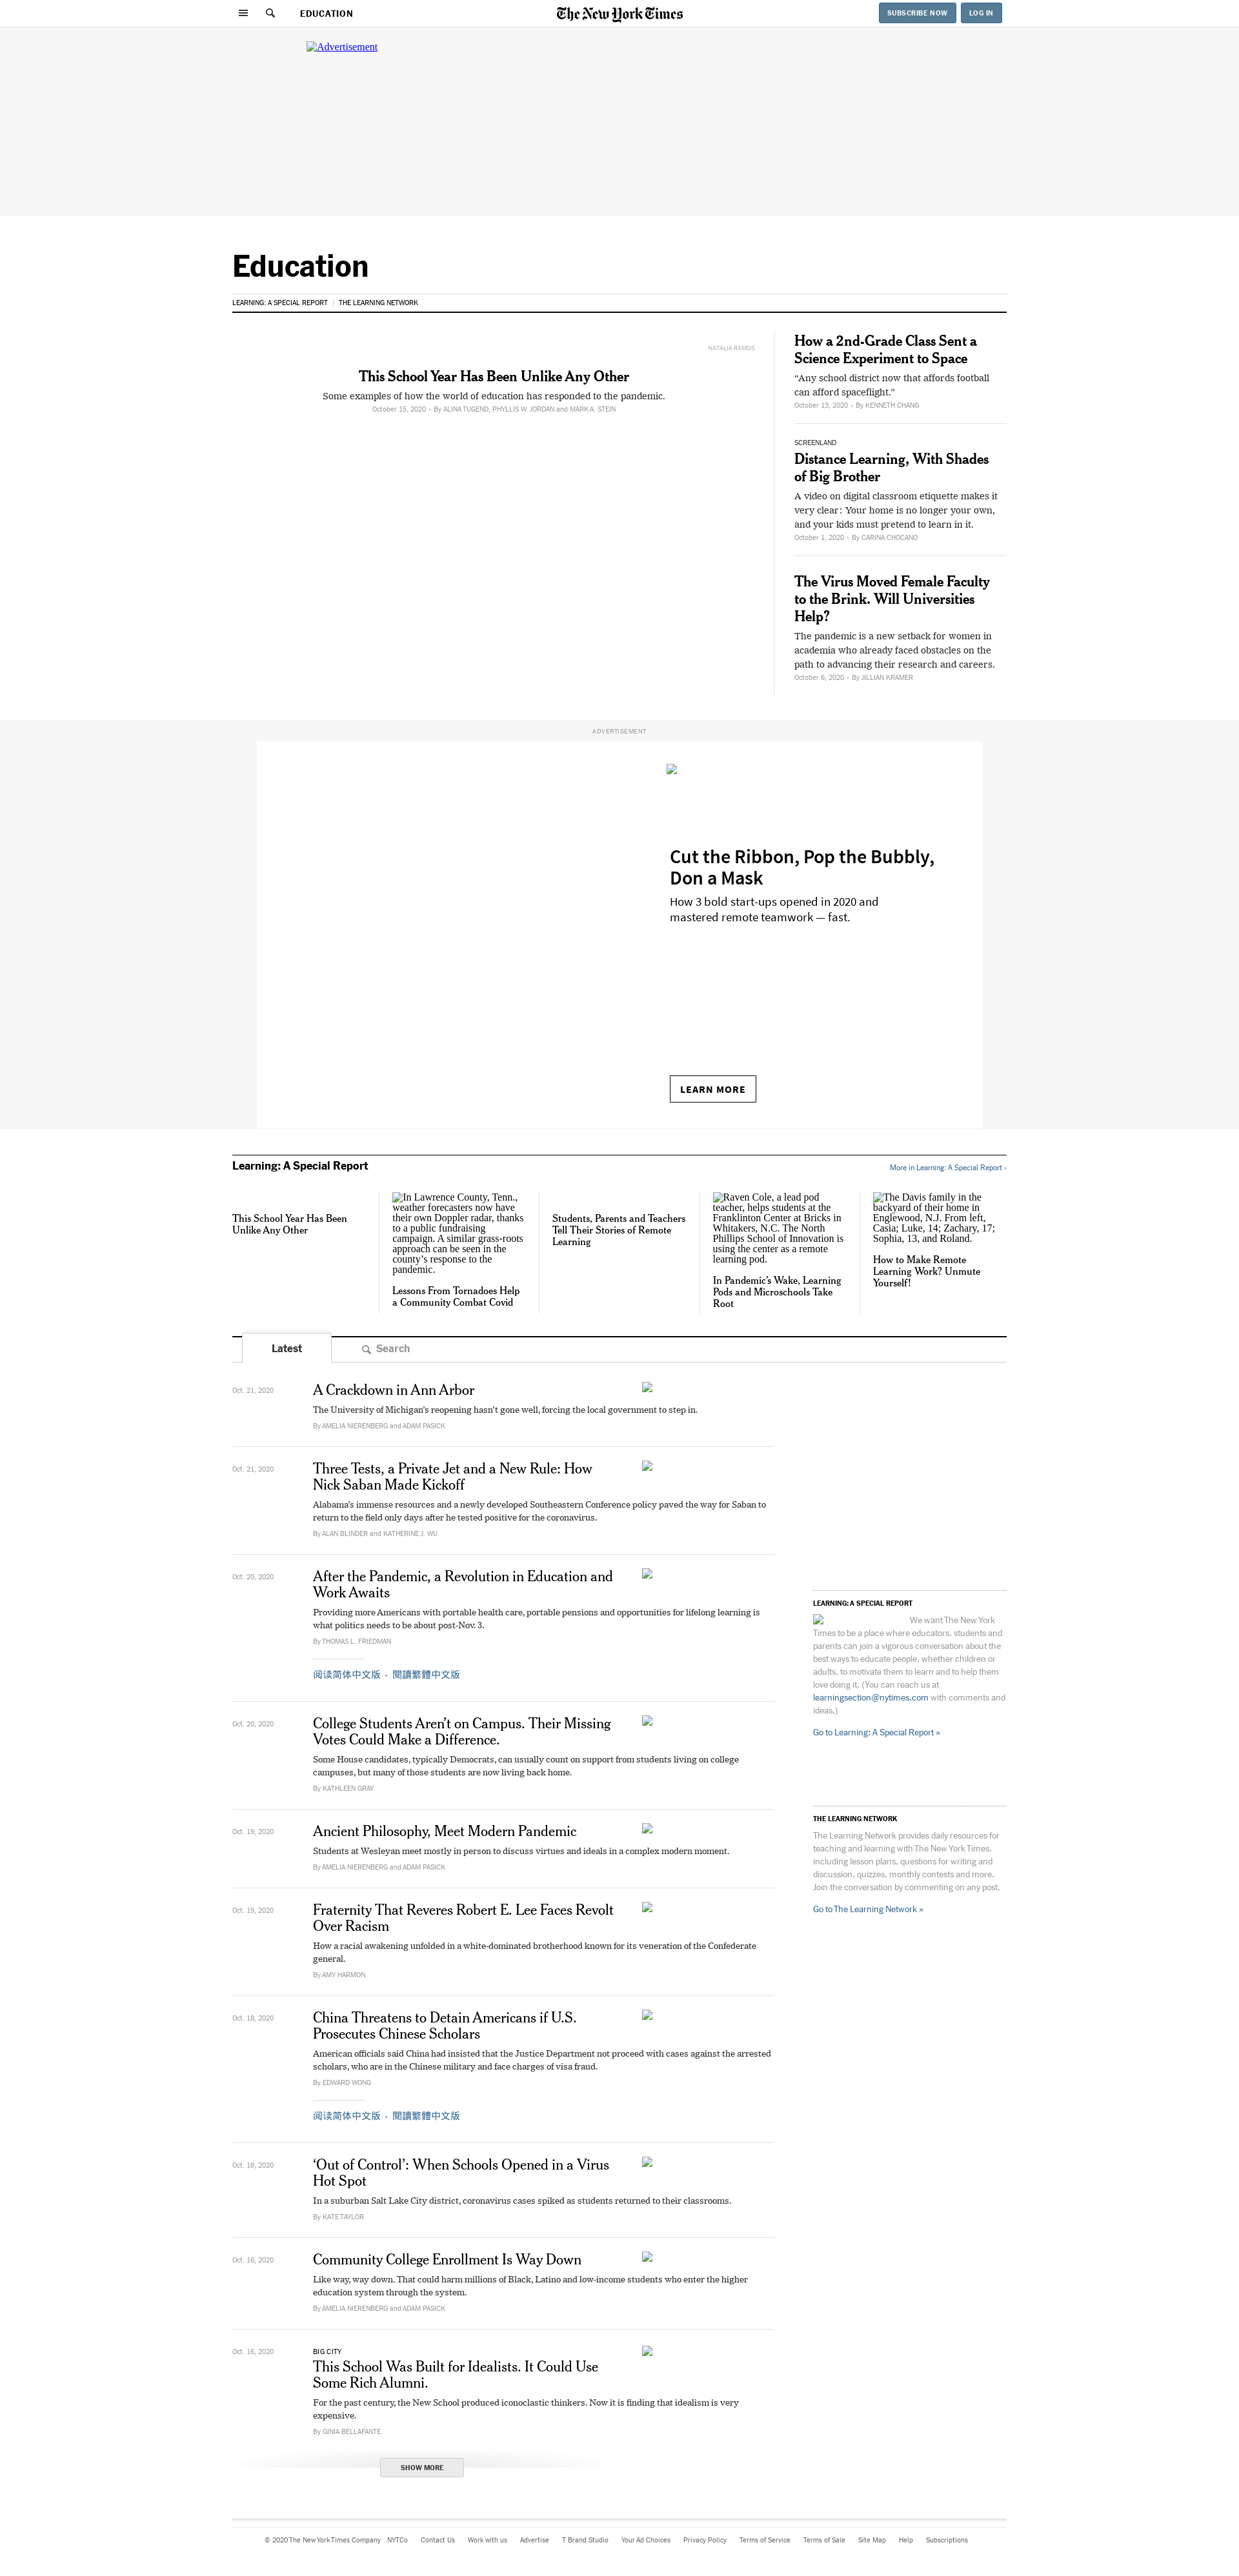 EDUCATION
The New York Times
SUBSCRIBE NOW
LOG IN
Advertisement
Education
LEARNING: A SPECIAL REPORT | THE LEARNING NETWORK
NATALIA RAMOS
This School Year Has Been Unlike Any Other
Some examples of how the world of education has responded to the pandemic.
October 15, 2020 • By ALINA TUGEND, PHYLLIS W. JORDAN and MARK A. STEIN
How a 2nd-Grade Class Sent a
Science Experiment to Space
“Any school district now that affords football
can afford spaceflight.”
October 13, 2020 • By KENNETH CHANG
SCREENLAND
Distance Learning, With Shades
of Big Brother
A video on digital classroom etiquette makes it
very clear: Your home is no longer your own,
and your kids must pretend to learn in it.
October 1, 2020 • By CARINA CHOCANO
The Virus Moved Female Faculty
to the Brink. Will Universities
Help?
The pandemic is a new setback for women in
academia who already faced obstacles on the
path to advancing their research and careers.
October 6, 2020 • By JILLIAN KRAMER
ADVERTISEMENT
Cut the Ribbon, Pop the Bubbly,
Don a Mask
How 3 bold start-ups opened in 2020 and
mastered remote teamwork — fast.
LEARN MORE
Learning: A Special Report
More in Learning: A Special Report ›
This School Year Has Been
Unlike Any Other
In Lawrence County, Tenn.,
weather forecasters now have
their own Doppler radar, thanks
to a public fundraising
campaign. A similar grass-roots
approach can be seen in the
county’s response to the
pandemic.
Lessons From Tornadoes Help
a Community Combat Covid
Students, Parents and Teachers
Tell Their Stories of Remote
Learning
Raven Cole, a lead pod
teacher, helps students at the
Franklinton Center at Bricks in
Whitakers, N.C. The North
Phillips School of Innovation is
using the center as a remote
learning pod.
In Pandemic’s Wake, Learning
Pods and Microschools Take
Root
The Davis family in the
backyard of their home in
Englewood, N.J. From left,
Casia; Luke, 14; Zachary, 17;
Sophia, 13, and Roland.
How to Make Remote
Learning Work? Unmute
Yourself!
Latest
Search
Oct. 21, 2020
A Crackdown in Ann Arbor
The University of Michigan’s reopening hasn’t gone well, forcing the local government to step in.
By AMELIA NIERENBERG and ADAM PASICK
Oct. 21, 2020
Three Tests, a Private Jet and a New Rule: How
Nick Saban Made Kickoff
Alabama’s immense resources and a newly developed Southeastern Conference policy paved the way for Saban to
return to the field only days after he tested positive for the coronavirus.
By ALAN BLINDER and KATHERINE J. WU
Oct. 20, 2020
After the Pandemic, a Revolution in Education and
Work Awaits
Providing more Americans with portable health care, portable pensions and opportunities for lifelong learning is
what politics needs to be about post-Nov. 3.
By THOMAS L. FRIEDMAN
阅读简体中文版 • 閱讀繁體中文版
Oct. 20, 2020
College Students Aren’t on Campus. Their Missing
Votes Could Make a Difference.
Some House candidates, typically Democrats, can usually count on support from students living on college
campuses, but many of those students are now living back home.
By KATHLEEN GRAY
Oct. 19, 2020
Ancient Philosophy, Meet Modern Pandemic
Students at Wesleyan meet mostly in person to discuss virtues and ideals in a complex modern moment.
By AMELIA NIERENBERG and ADAM PASICK
Oct. 19, 2020
Fraternity That Reveres Robert E. Lee Faces Revolt
Over Racism
How a racial awakening unfolded in a white-dominated brotherhood known for its veneration of the Confederate
general.
By AMY HARMON
Oct. 18, 2020
China Threatens to Detain Americans if U.S.
Prosecutes Chinese Scholars
American officials said China had insisted that the Justice Department not proceed with cases against the arrested
scholars, who are in the Chinese military and face charges of visa fraud.
By EDWARD WONG
阅读简体中文版 • 閱讀繁體中文版
Oct. 18, 2020
‘Out of Control’: When Schools Opened in a Virus
Hot Spot
In a suburban Salt Lake City district, coronavirus cases spiked as students returned to their classrooms.
By KATE TAYLOR
Oct. 16, 2020
Community College Enrollment Is Way Down
Like way, way down. That could harm millions of Black, Latino and low-income students who enter the higher
education system through the system.
By AMELIA NIERENBERG and ADAM PASICK
Oct. 16, 2020
BIG CITY
This School Was Built for Idealists. It Could Use
Some Rich Alumni.
For the past century, the New School produced iconoclastic thinkers. Now it is finding that idealism is very
expensive.
By GINIA BELLAFANTE
SHOW MORE
LEARNING: A SPECIAL REPORT
We want The New York
Times to be a place where educators, students and
parents can join a vigorous conversation about the
best ways to educate people, whether children or
adults, to motivate them to learn and to help them
love doing it. (You can reach us at
learningsection@nytimes.com with comments and
ideas.)
Go to Learning: A Special Report »
THE LEARNING NETWORK
The Learning Network provides daily resources for
teaching and learning with The New York Times,
including lesson plans, questions for writing and
discussion, quizzes, monthly contests and more.
Join the conversation by commenting on any post.
Go to The Learning Network »
© 2020 The New York Times Company NYTCo Contact Us Work with us Advertise T Brand Studio Your Ad Choices Privacy Policy Terms of Service Terms of Sale Site Map Help Subscriptions